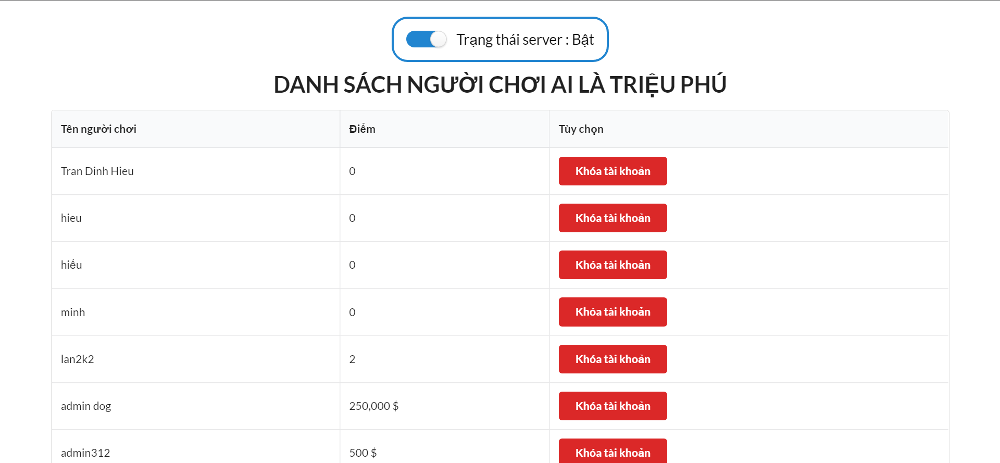 Trạng thái server : Bật
DANH SÁCH NGƯỜI CHƠI AI LÀ TRIỆU PHÚ
Tên người chơi Điểm Tùy chọn
Tran Dinh Hieu 0 Khóa tài khoản
hieu 0 Khóa tài khoản
hiếu 0 Khóa tài khoản
minh 0 Khóa tài khoản
lan2k2 2 Khóa tài khoản
admin dog 250,000 $ Khóa tài khoản
admin312 500 $ Khóa tài khoản